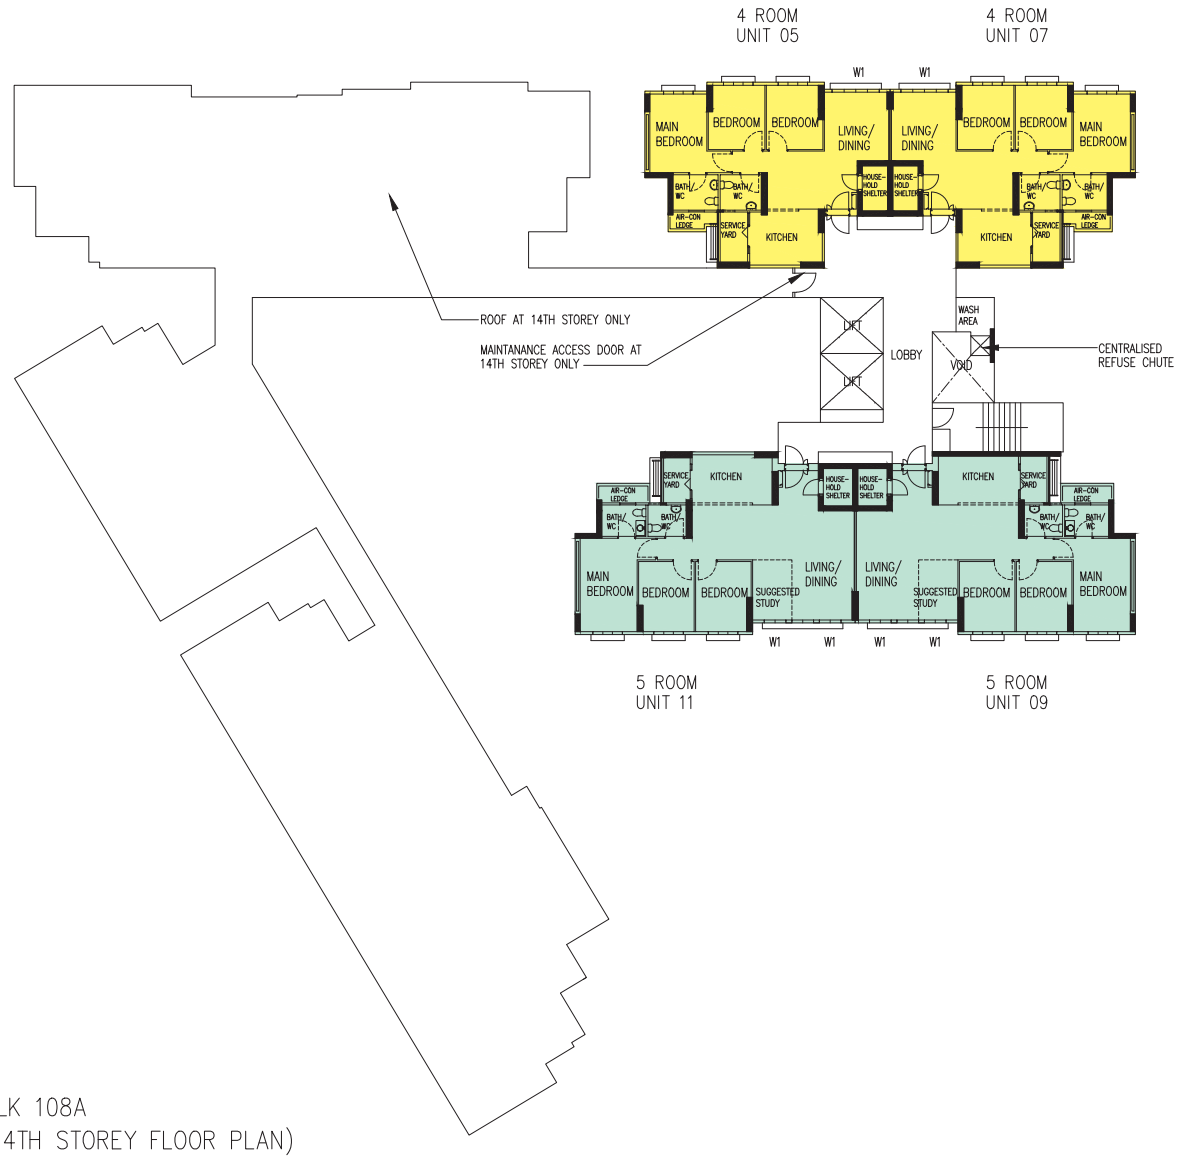 4 ROOM
UNIT 05
4 ROOM
UNIT 07
W1
W1
MAIN
BEDROOM
BEDROOM
BEDROOM
LIVING/
DINING
LIVING/
DINING
BEDROOM
BEDROOM
MAIN
BEDROOM
BATH/
WC
BATH/
WC
HOUSE-
HOLD
SHELTER
HOUSE-
HOLD
SHELTER
BATH/
WC
BATH/
WC
AIR-CON
LEDGE
SERVICE
YARD
KITCHEN
KITCHEN
SERVICE
YARD
AIR-CON
LEDGE
ROOF AT 14TH STOREY ONLY
MAINTANANCE ACCESS DOOR AT
14TH STOREY ONLY
LIFT
LIFT
LOBBY
WASH
AREA
VOID
CENTRALISED
REFUSE CHUTE
AIR-CON
LEDGE
SERVICE
YARD
KITCHEN
HOUSE-
HOLD
SHELTER
HOUSE-
HOLD
SHELTER
KITCHEN
SERVICE
YARD
AIR-CON
LEDGE
BATH/
WC
BATH/
WC
BATH/
WC
BATH/
WC
MAIN
BEDROOM
BEDROOM
BEDROOM
SUGGESTED
STUDY
LIVING/
DINING
LIVING/
DINING
SUGGESTED
STUDY
BEDROOM
BEDROOM
MAIN
BEDROOM
W1
W1
W1
W1
5 ROOM
UNIT 11
5 ROOM
UNIT 09
LK 108A
4TH STOREY FLOOR PLAN)